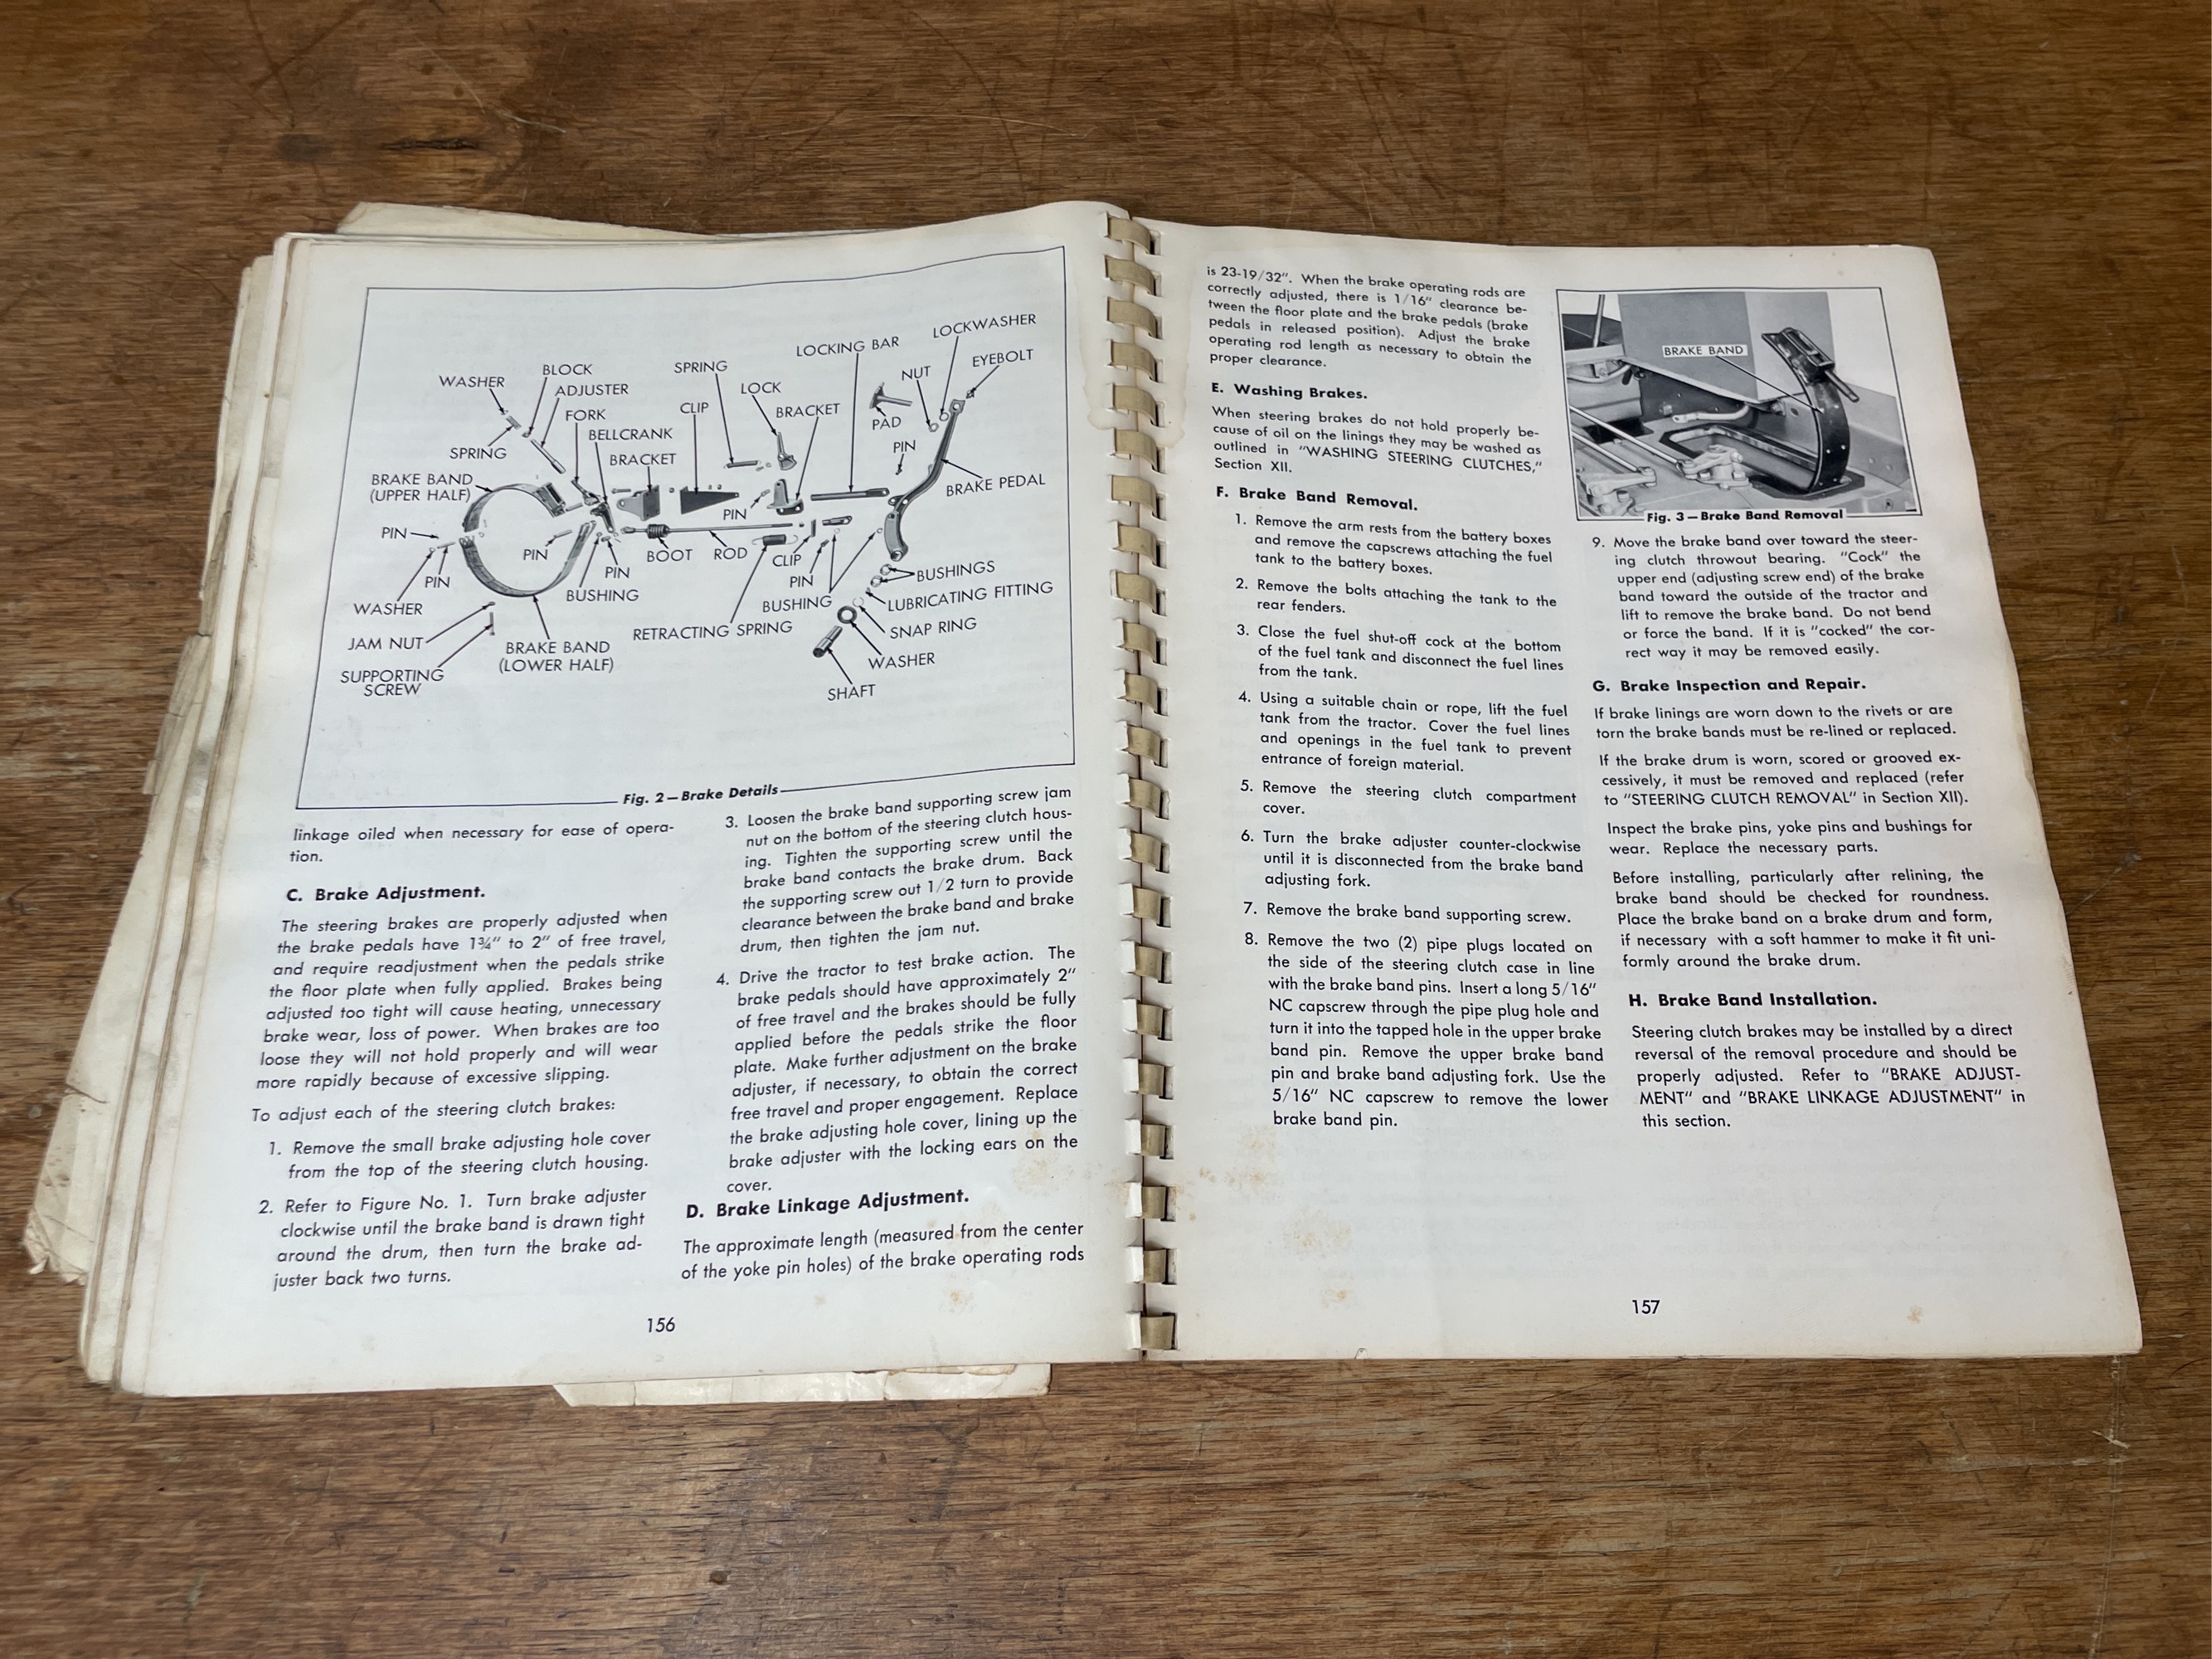 LOCKWASHER
LOCKING BAR
EYEBOLT
SPRING
NUT
BLOCK
WASHER
ADJUSTER
LOCK
CLIP
BRACKET
FORK
PAD
BELLCRANK
PIN
SPRING
BRACKET
BRAKE BAND
(UPPER HALF)
BRAKE PEDAL
PIN
PIN
PIN
BOOT
ROD
CLIP
PIN
PIN
PIN
BUSHINGS
WASHER
BUSHING
BUSHING
LUBRICATING FITTING
JAM NUT
RETRACTING SPRING
SNAP RING
BRAKE BAND
(LOWER HALF)
WASHER
SUPPORTING
SCREW
SHAFT
Fig. 2—Brake Details
linkage oiled when necessary for ease of opera-
tion.
C. Brake Adjustment.
The steering brakes are properly adjusted when
the brake pedals have 1¾" to 2" of free travel,
and require readjustment when the pedals strike
the floor plate when fully applied. Brakes being
adjusted too tight will cause heating, unnecessary
brake wear, loss of power. When brakes are too
loose they will not hold properly and will wear
more rapidly because of excessive slipping.
To adjust each of the steering clutch brakes:
1. Remove the small brake adjusting hole cover
from the top of the steering clutch housing.
2. Refer to Figure No. 1. Turn brake adjuster
clockwise until the brake band is drawn tight
around the drum, then turn the brake ad-
juster back two turns.
3. Loosen the brake band supporting screw jam
nut on the bottom of the steering clutch hous-
ing. Tighten the supporting screw until the
brake band contacts the brake drum. Back
the supporting screw out 1/2 turn to provide
clearance between the brake band and brake
drum, then tighten the jam nut.
4. Drive the tractor to test brake action. The
brake pedals should have approximately 2"
of free travel and the brakes should be fully
applied before the pedals strike the floor
plate. Make further adjustment on the brake
adjuster, if necessary, to obtain the correct
free travel and proper engagement. Replace
the brake adjusting hole cover, lining up the
brake adjuster with the locking ears on the
cover.
D. Brake Linkage Adjustment.
The approximate length (measured from the center
of the yoke pin holes) of the brake operating rods
156
is 23-19/32". When the brake operating rods are
correctly adjusted, there is 1/16" clearance be-
tween the floor plate and the brake pedals (brake
pedals in released position). Adjust the brake
operating rod length as necessary to obtain the
proper clearance.
E. Washing Brakes.
When steering brakes do not hold properly be-
cause of oil on the linings they may be washed as
outlined in "WASHING STEERING CLUTCHES,"
Section XII.
F. Brake Band Removal.
1. Remove the arm rests from the battery boxes
and remove the capscrews attaching the fuel
tank to the battery boxes.
2. Remove the bolts attaching the tank to the
rear fenders.
3. Close the fuel shut-off cock at the bottom
of the fuel tank and disconnect the fuel lines
from the tank.
4. Using a suitable chain or rope, lift the fuel
tank from the tractor. Cover the fuel lines
and openings in the fuel tank to prevent
entrance of foreign material.
5. Remove the steering clutch compartment
cover.
6. Turn the brake adjuster counter-clockwise
until it is disconnected from the brake band
adjusting fork.
7. Remove the brake band supporting screw.
8. Remove the two (2) pipe plugs located on
the side of the steering clutch case in line
with the brake band pins. Insert a long 5/16"
NC capscrew through the pipe plug hole and
turn it into the tapped hole in the upper brake
band pin. Remove the upper brake band
pin and brake band adjusting fork. Use the
5/16" NC capscrew to remove the lower
brake band pin.
BRAKE BAND
Fig. 3—Brake Band Removal
9. Move the brake band over toward the steer-
ing clutch throwout bearing. "Cock" the
upper end (adjusting screw end) of the brake
band toward the outside of the tractor and
lift to remove the brake band. Do not bend
or force the band. If it is "cocked" the cor-
rect way it may be removed easily.
G. Brake Inspection and Repair.
If brake linings are worn down to the rivets or are
torn the brake bands must be re-lined or replaced.
If the brake drum is worn, scored or grooved ex-
cessively, it must be removed and replaced (refer
to "STEERING CLUTCH REMOVAL" in Section XII).
Inspect the brake pins, yoke pins and bushings for
wear. Replace the necessary parts.
Before installing, particularly after relining, the
brake band should be checked for roundness.
Place the brake band on a brake drum and form,
if necessary with a soft hammer to make it fit uni-
formly around the brake drum.
H. Brake Band Installation.
Steering clutch brakes may be installed by a direct
reversal of the removal procedure and should be
properly adjusted. Refer to "BRAKE ADJUST-
MENT" and "BRAKE LINKAGE ADJUSTMENT" in
this section.
157